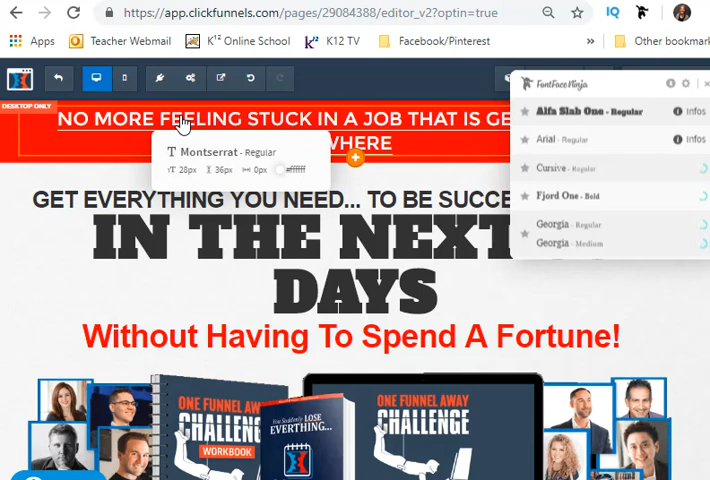 https://app.clickfunnels.com/pages/29084388/editor_v2?optin=true
Apps Teacher Webmail K¹² Online School K¹² TV Facebook/Pinterest » Other bookmark
DESKTOP ONLY
NO MORE FEELING STUCK IN A JOB THAT IS GE
WHERE
Montserrat - Regular
28px 36px 0px #ffffff
FontFace Ninja
Alfa Slab One - Regular Infos
Arial - Regular Infos
Cursive - Regular
Fjord One - Bold
Georgia - Regular
Georgia - Medium
GET EVERYTHING YOU NEED... TO BE SUCCE
IN THE NEXT
DAYS
Without Having To Spend A Fortune!
ONE FUNNEL AWAY
CHALLENG
WORKBOOK
You Suddenly LOSE
EVERYTHING...
ONE FUNNEL AWAY
CHALLENGE